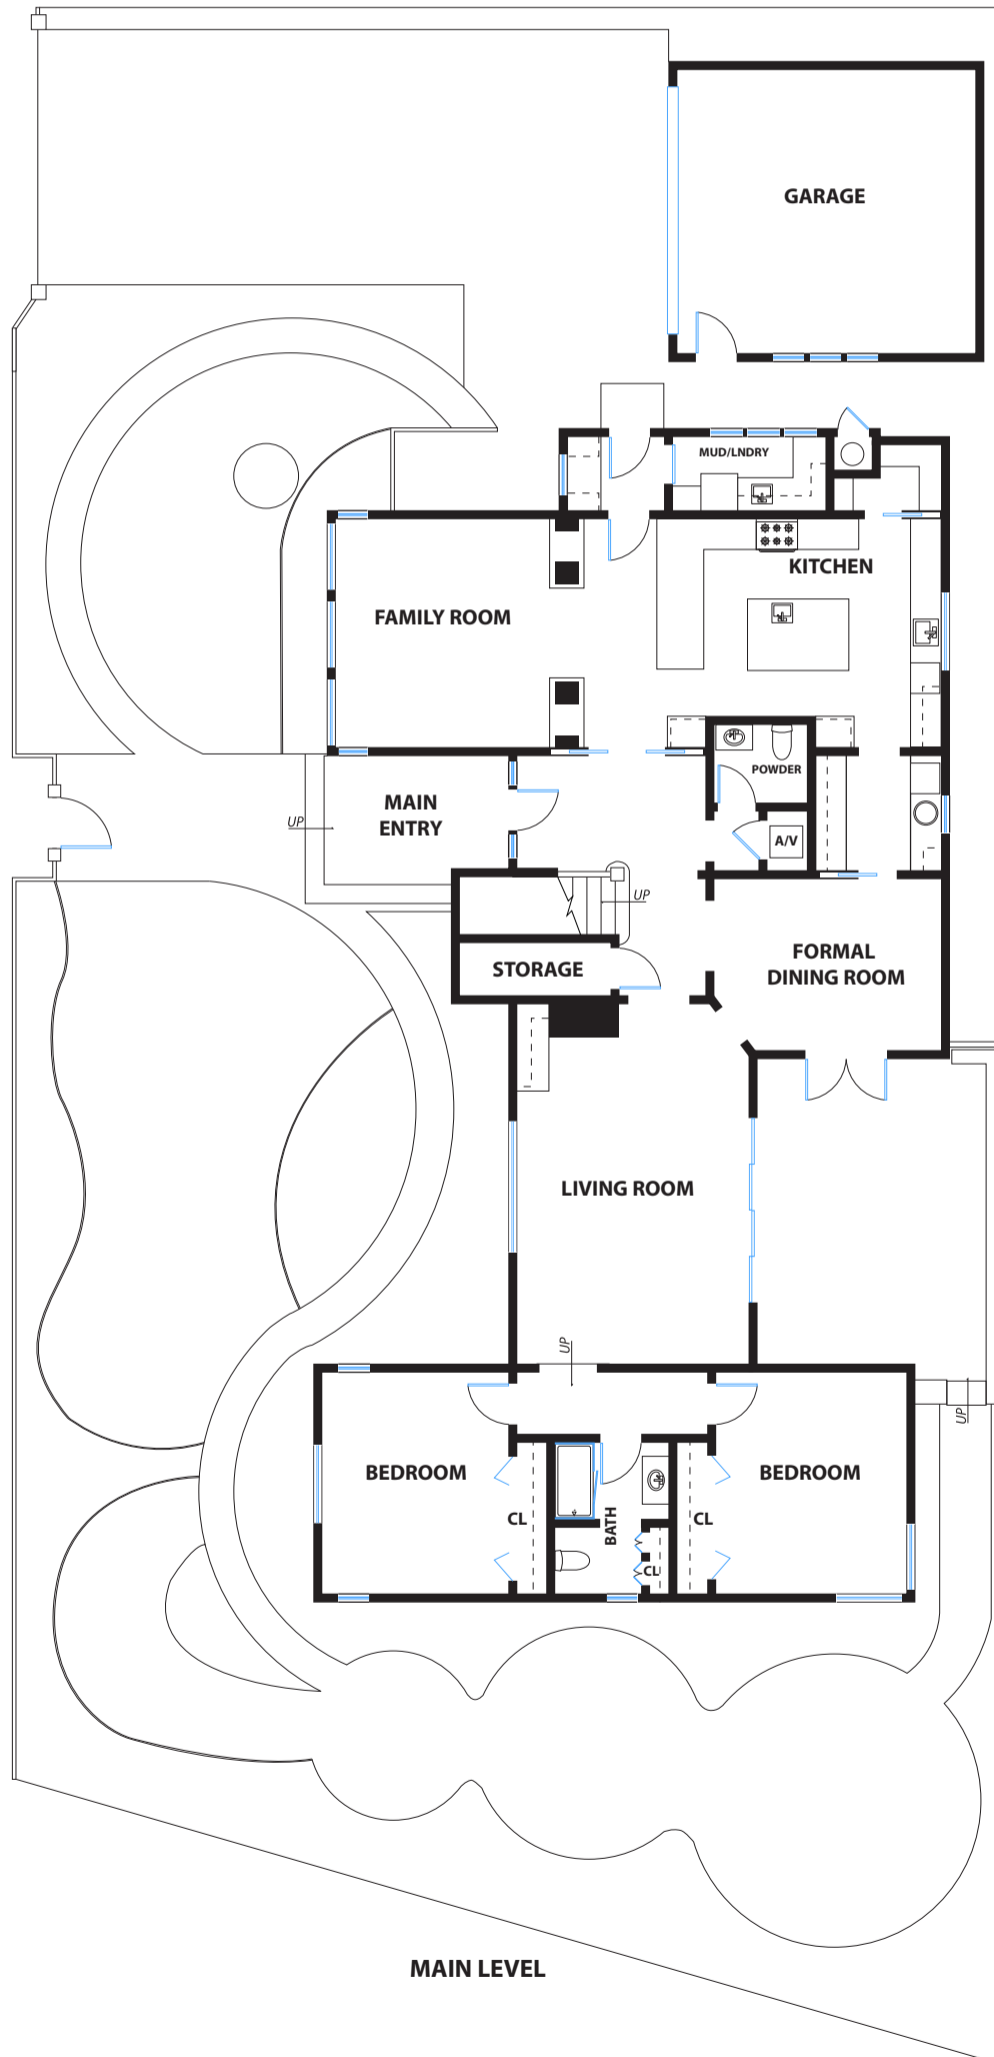 GARAGE
MUD/LNDRY
KITCHEN
FAMILY ROOM
POWDER
MAIN
ENTRY
UP
A/V
UP
FORMAL
DINING ROOM
STORAGE
LIVING ROOM
UP
UP
BEDROOM
BEDROOM
CL
BATH
CL
CL
MAIN LEVEL